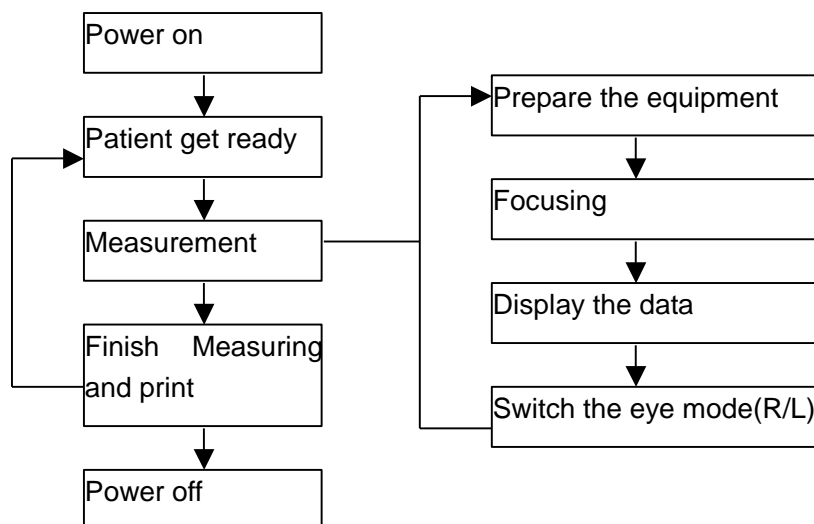 Power on
Patient get ready
Measurement
Finish Measuring
and print
Power off
Prepare the equipment
Focusing
Display the data
Switch the eye mode(R/L)